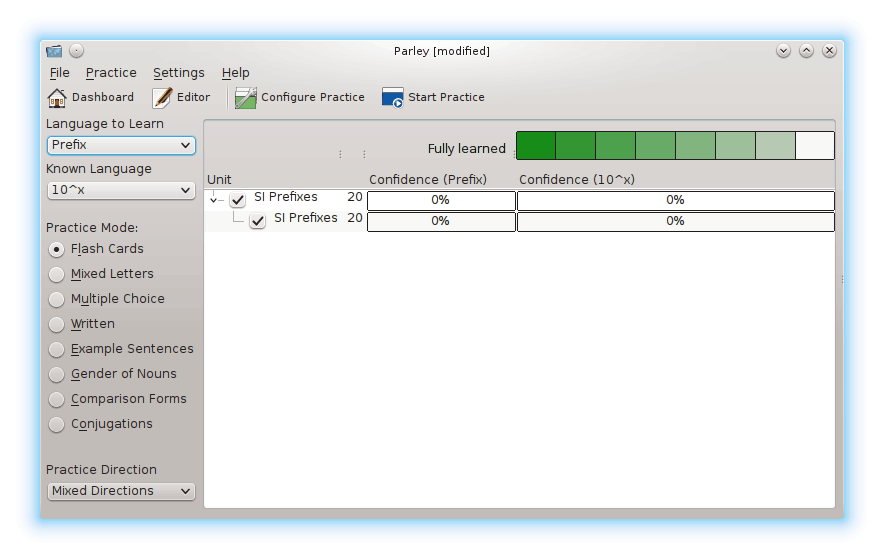 Parley [modified]
File Practice Settings Help
Dashboard Editor Configure Practice Start Practice
Language to Learn
Prefix
Known Language
10^x
Practice Mode:
Flash Cards
Mixed Letters
Multiple Choice
Written
Example Sentences
Gender of Nouns
Comparison Forms
Conjugations
Practice Direction
Mixed Directions
Fully learned
Unit Confidence (Prefix) Confidence (10^x)
SI Prefixes 20 0% 0%
SI Prefixes 20 0% 0%